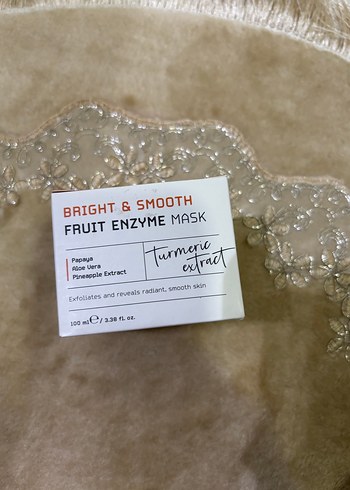 BRIGHT & SMOOTH
FRUIT ENZYME MASK
Papaya
Aloe Vera
Pineapple Extract
turmeric
extract
Exfoliates and reveals radiant, smooth skin
100 ml ℮ / 3.38 fl. oz.